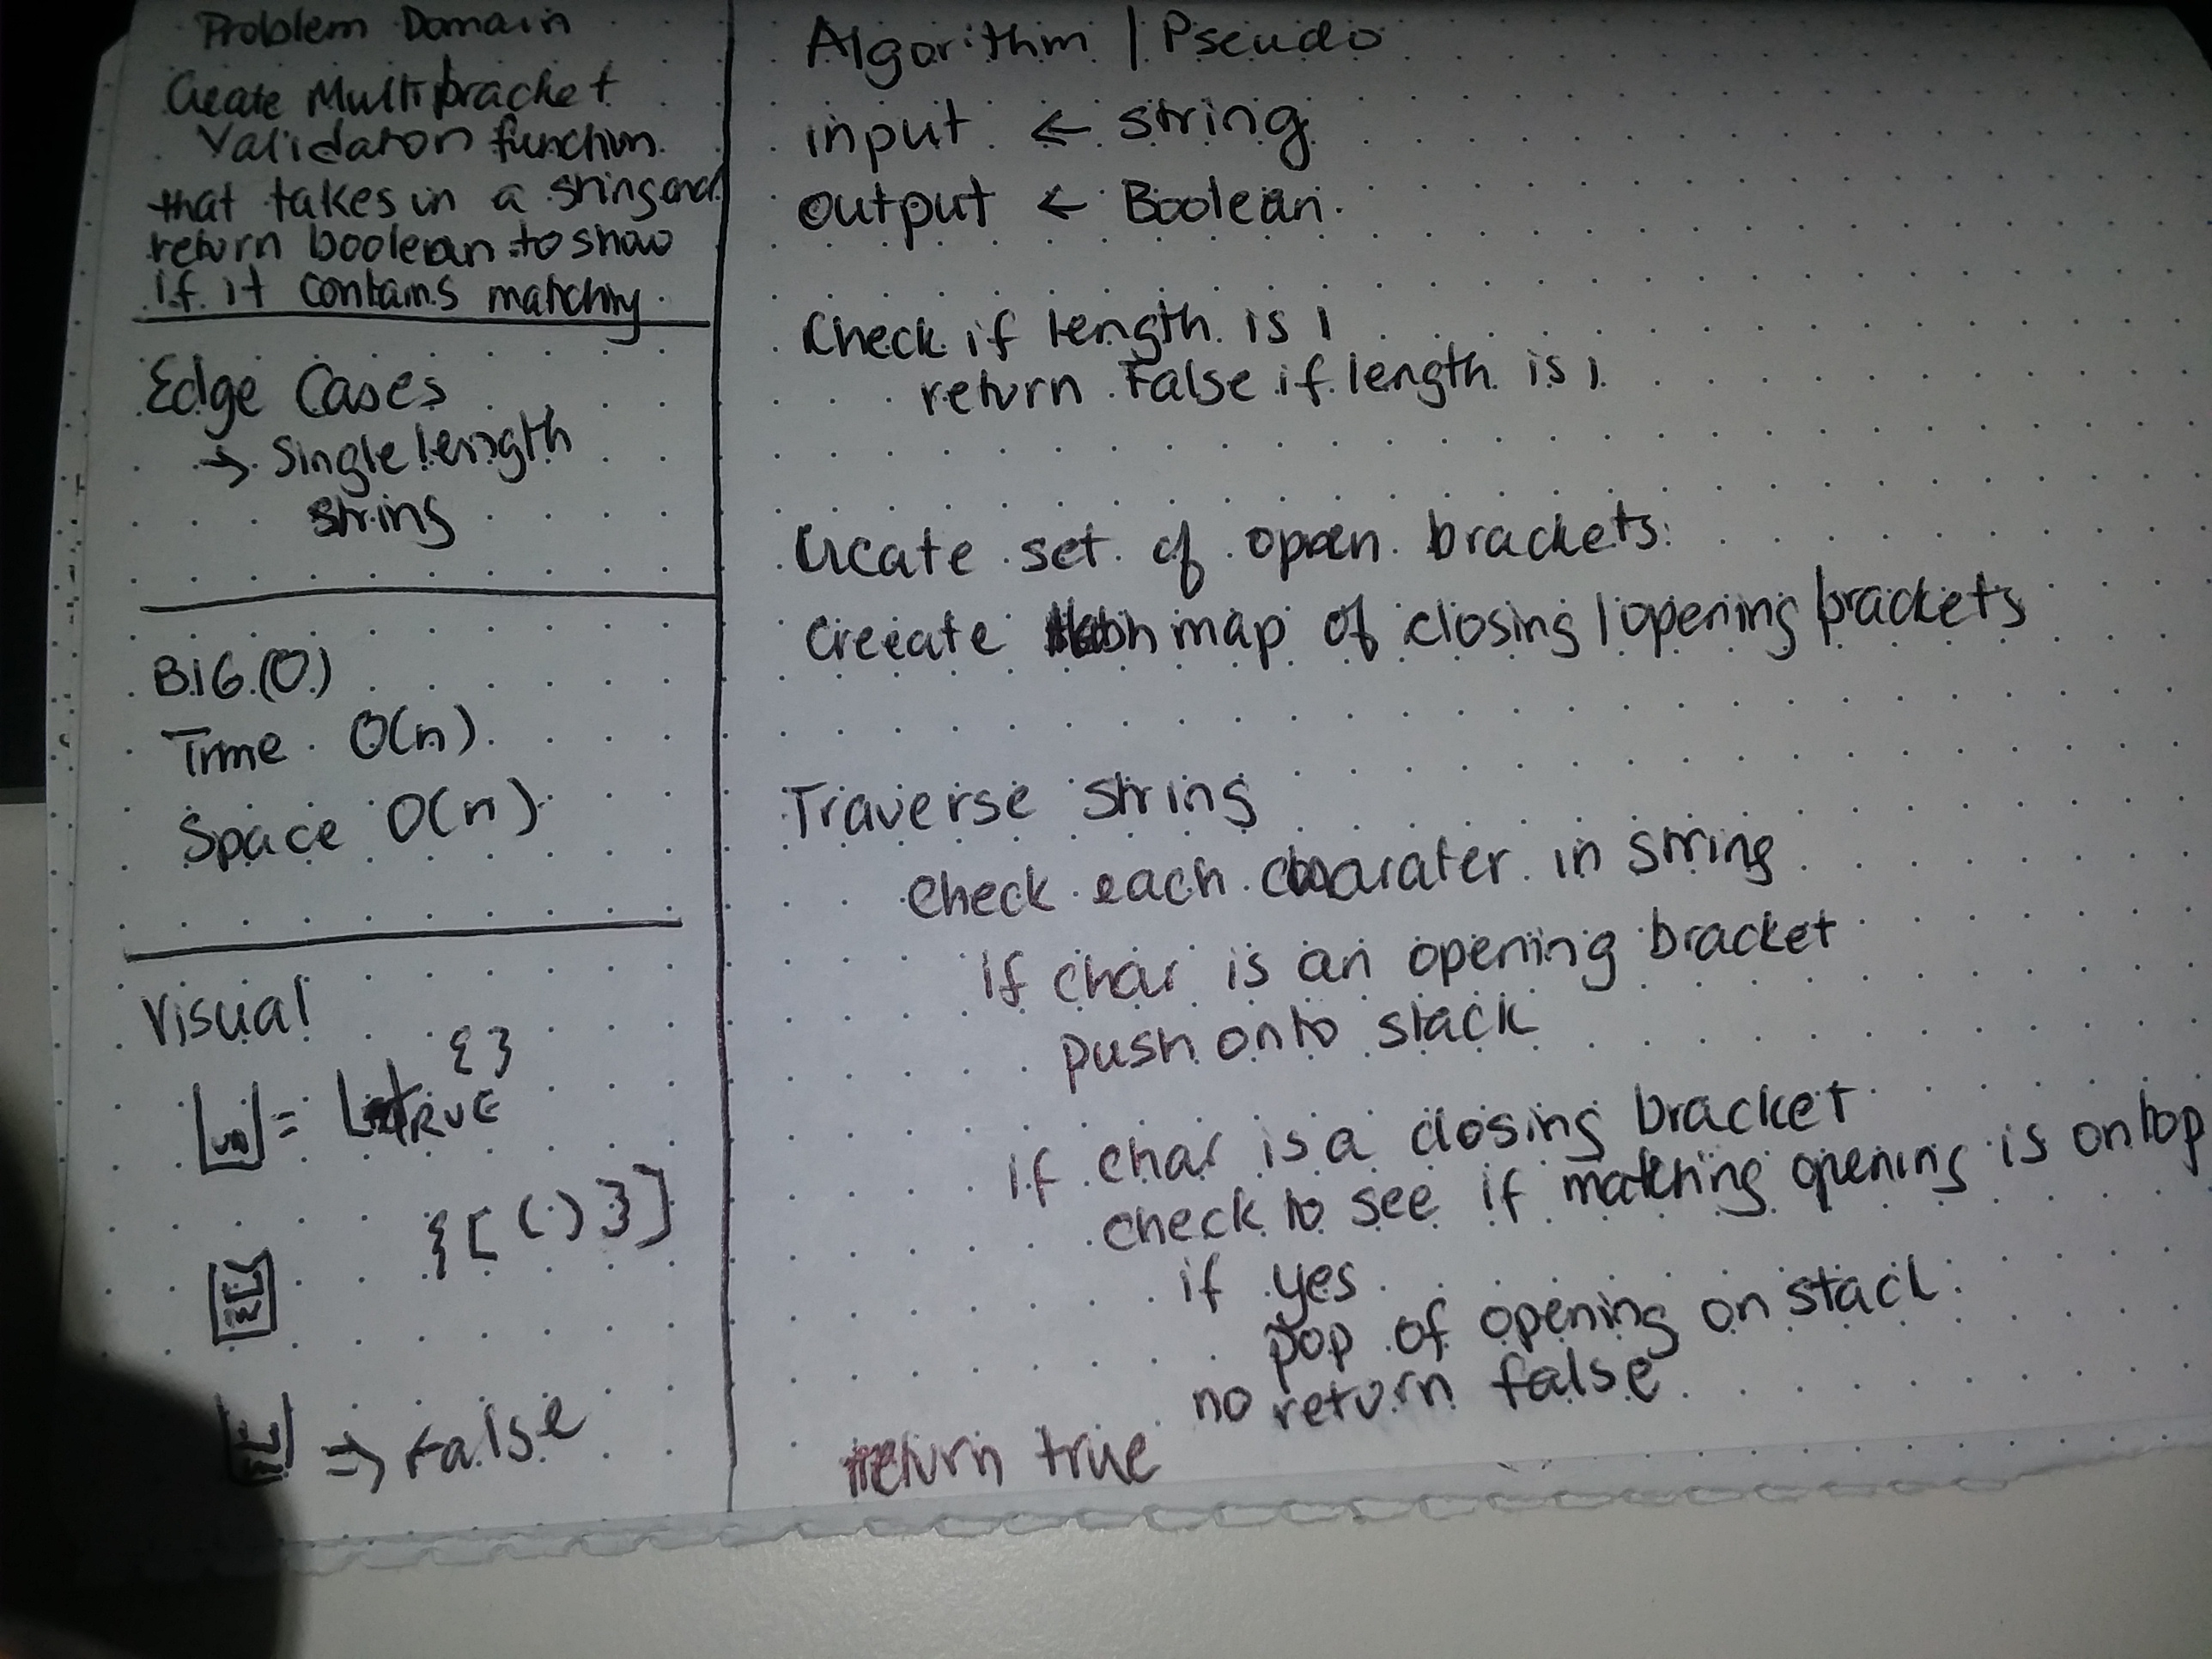 Problem Domain
Create Multibracket
Validaton function
that takes in a string and
return boolean to show
if it contains matching
Edge Cases
→ Single length
string
BIG(O)
Time O(n)
Space O(n)
Visual
{ }
= TRUE
{ [ ( ) } ]
⇒ False
Algorithm | Pseudo
input ← string
output ← Boolean.
Check if length is 1
return False if length is 1
Create set of open brackets.
Creeate map of closing / opening brackets
Traverse string
check each charater in string
if char is an opening bracket
push onto stack
if char is a closing bracket
check to see if matching opening is on top
if yes
pop of opening on stack.
no return false
return true